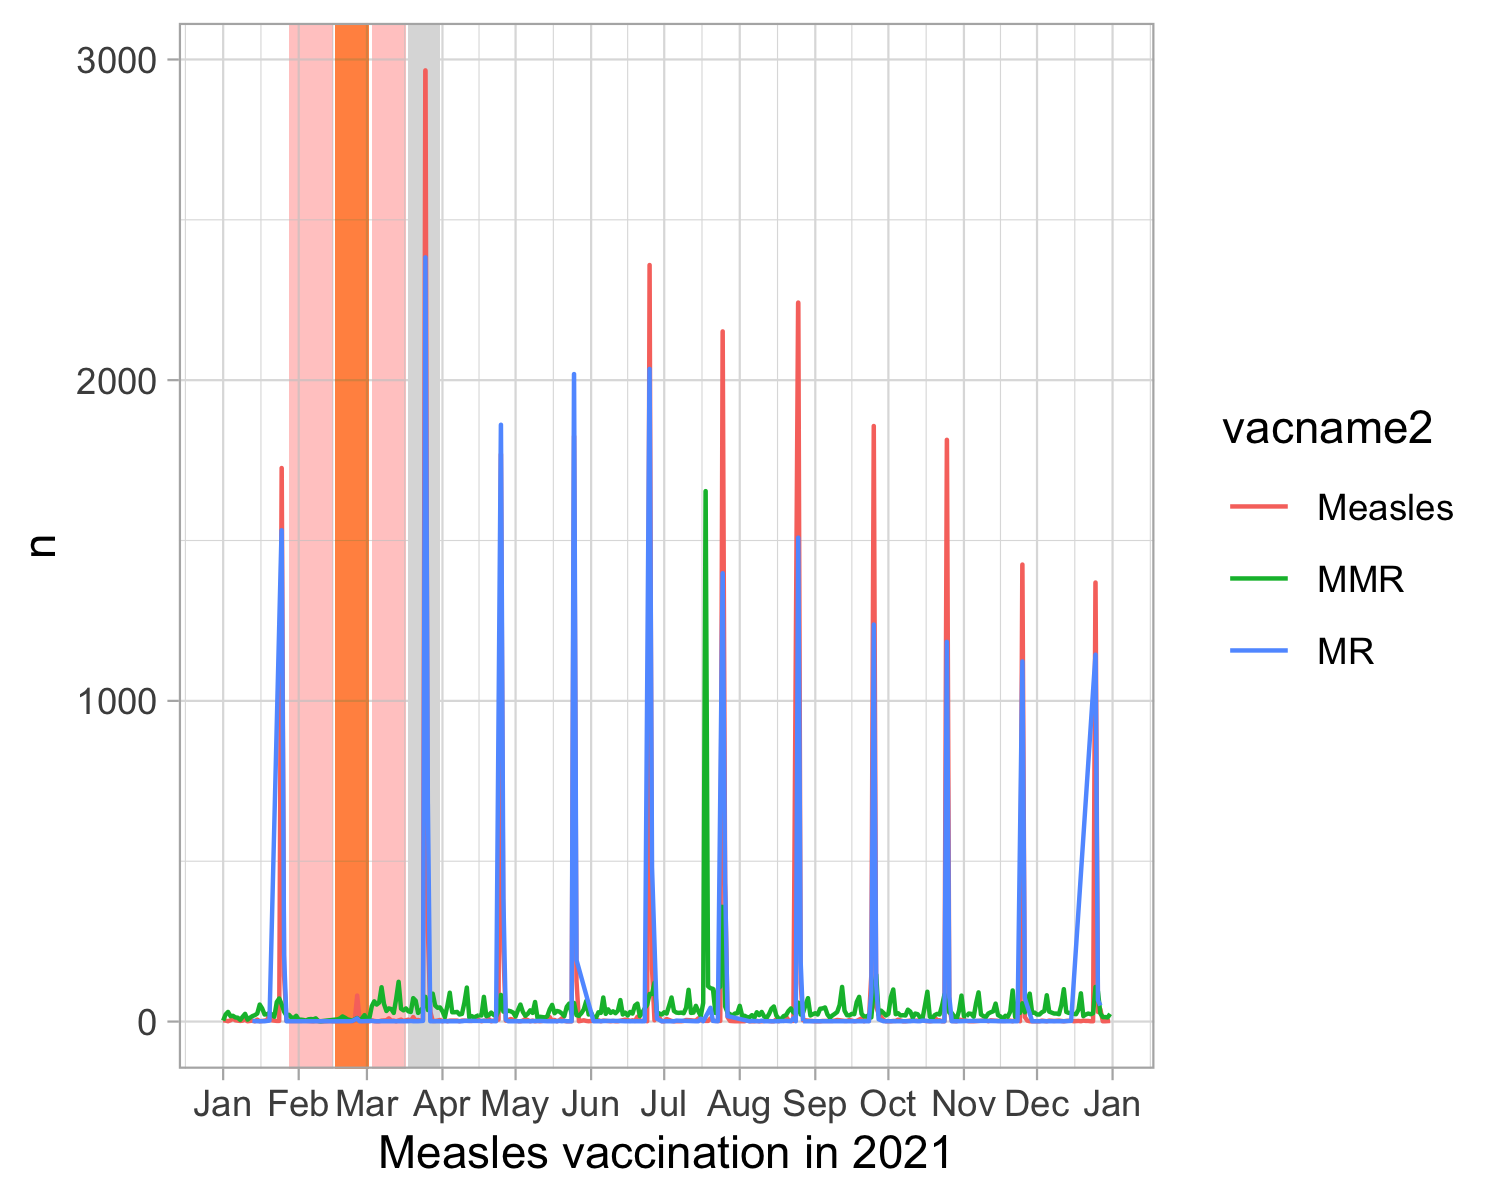 3000
2000
1000
0
n
Jan Feb Mar Apr May Jun Jul Aug Sep Oct Nov Dec Jan
Measles vaccination in 2021
vacname2
Measles
MMR
MR